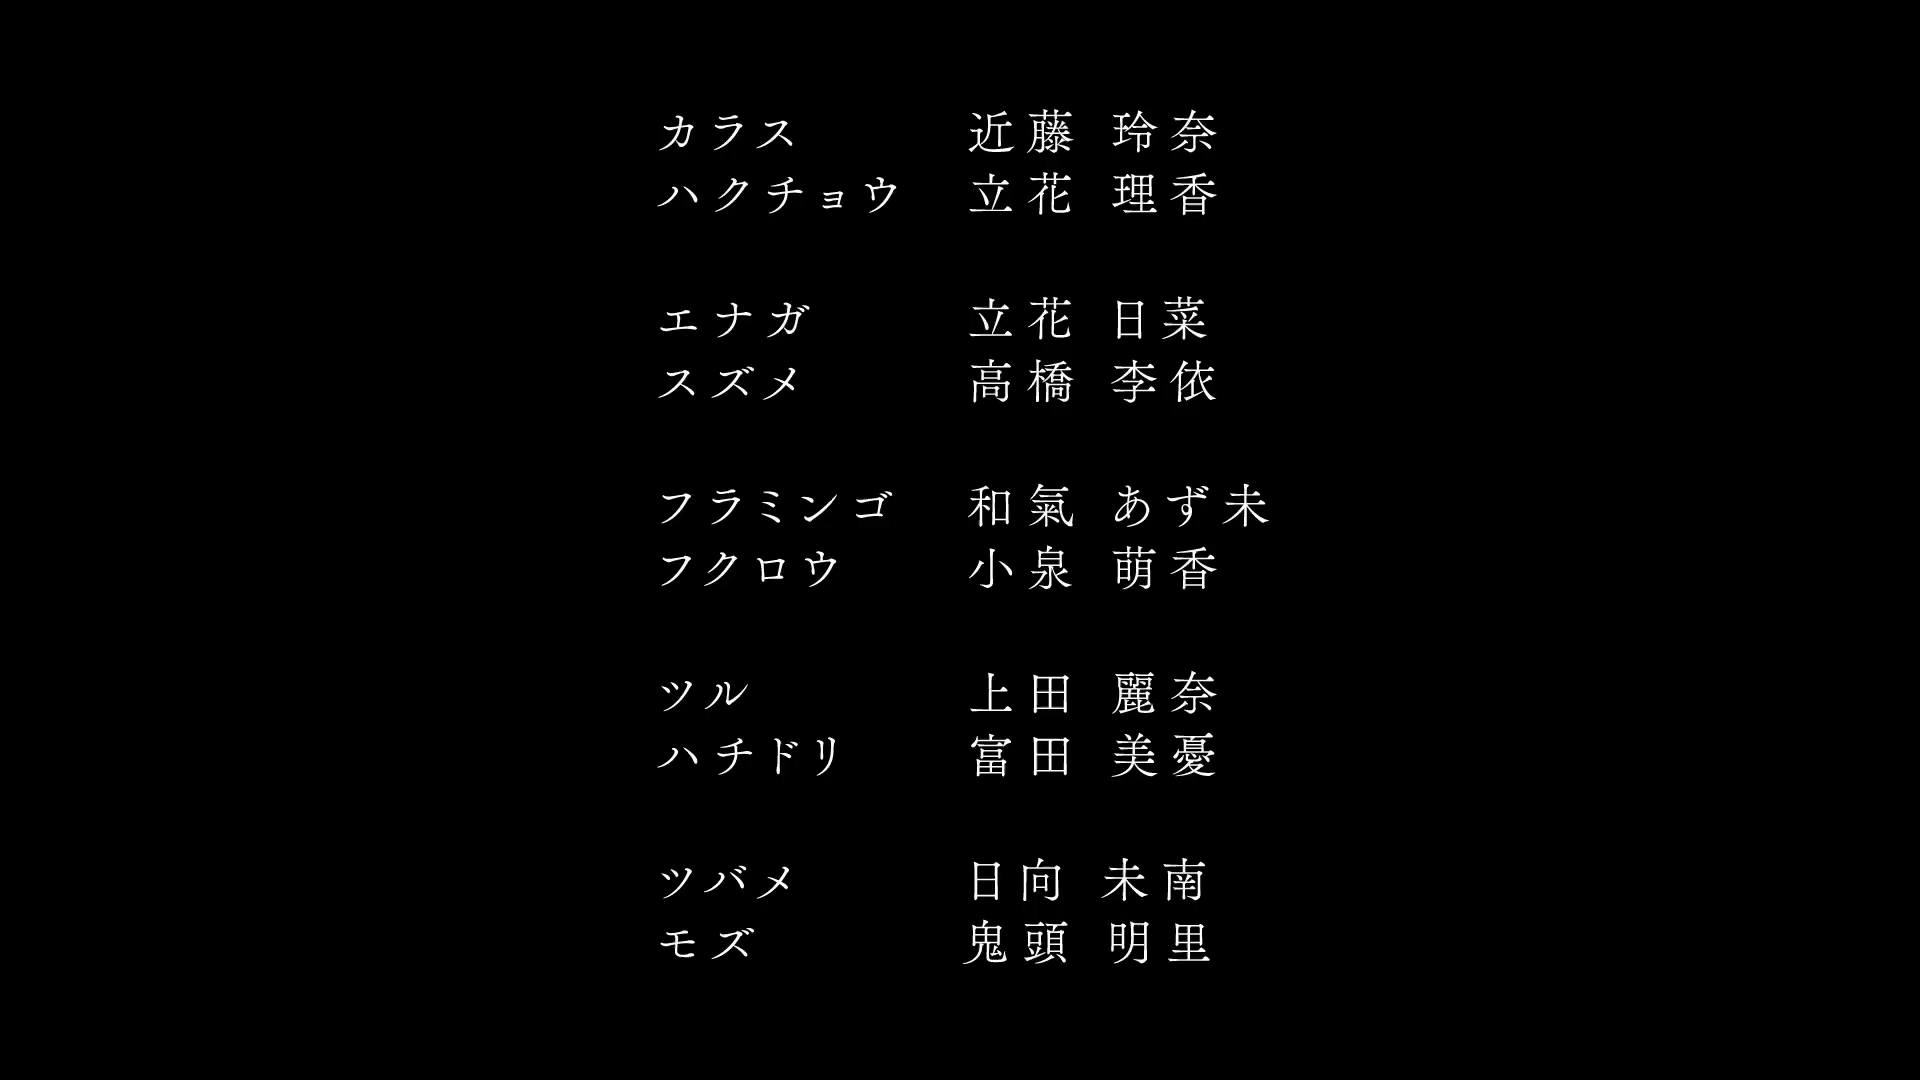 カラス 近藤 玲奈
ハクチョウ 立花 理香
エナガ 立花 日菜
スズメ 高橋 李依
フラミンゴ 和氣 あず未
フクロウ 小泉 萌香
ツル 上田 麗奈
ハチドリ 富田 美憂
ツバメ 日向 未南
モズ 鬼頭 明里